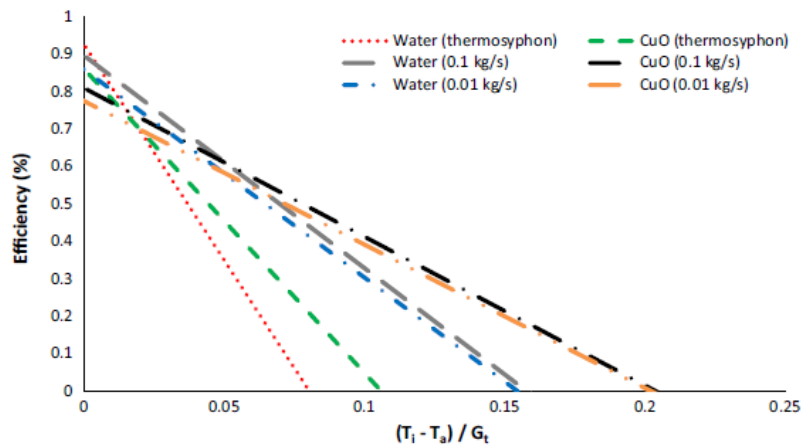 1
0.9
0.8
0.7
0.6
0.5
0.4
0.3
0.2
0.1
0
Efficiency (%)
Water (thermosyphon) CuO (thermosyphon)
Water (0.1 kg/s) CuO (0.1 kg/s)
Water (0.01 kg/s) CuO (0.01 kg/s)
0 0.05 0.1 0.15 0.2 0.25
(Ti - Ta) / Gt